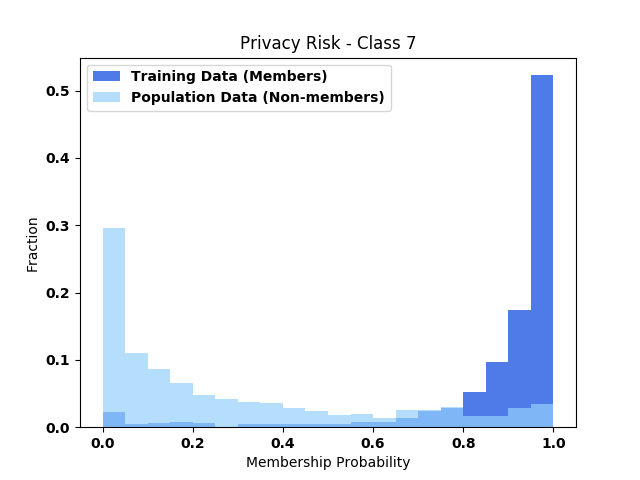 Privacy Risk - Class 7
Training Data (Members)
Population Data (Non-members)
Fraction
0.5
0.4
0.3
0.2
0.1
0.0
0.0 0.2 0.4 0.6 0.8 1.0
Membership Probability